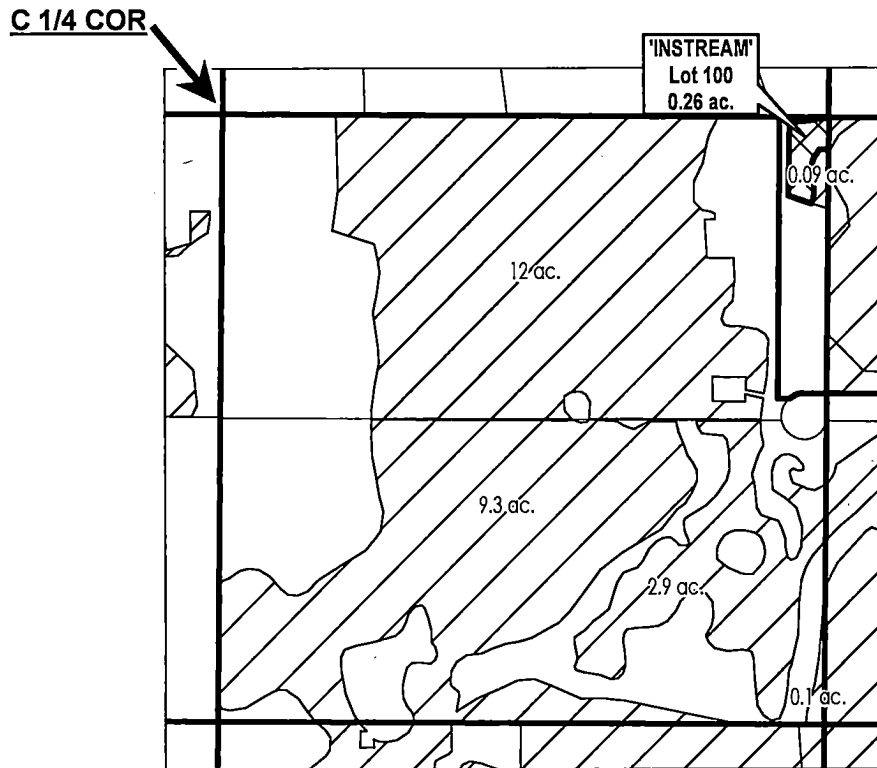 C 1/4 COR
'INSTREAM'
Lot 100
0.26 ac.
0.09 ac.
12 ac.
9.3 ac.
2.9 ac.
0.1 ac.